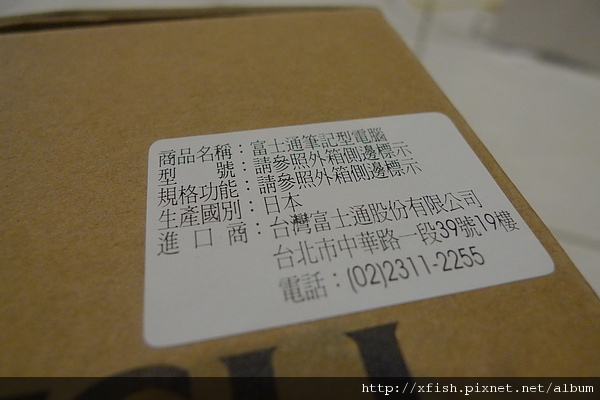 商品名稱：富士通筆記型電腦
型　　號：請參照外箱側邊標示
規格功能：請參照外箱側邊標示
生產國別：日本
進 口 商：台灣富士通股份有限公司
台北市中華路一段39號19樓
電話：(02)2311-2255
http://xfish.pixnet.net/album